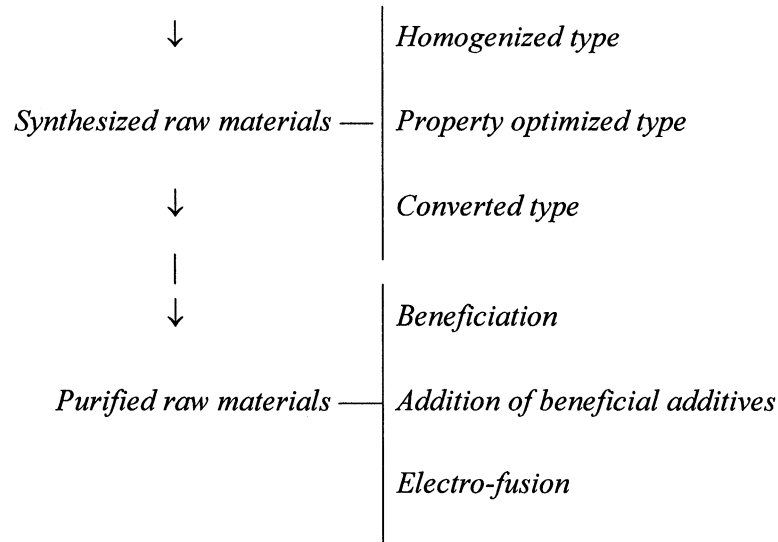 Homogenized type
Synthesized raw materials — Property optimized type
Converted type
Beneficiation
Purified raw materials — Addition of beneficial additives
Electro-fusion